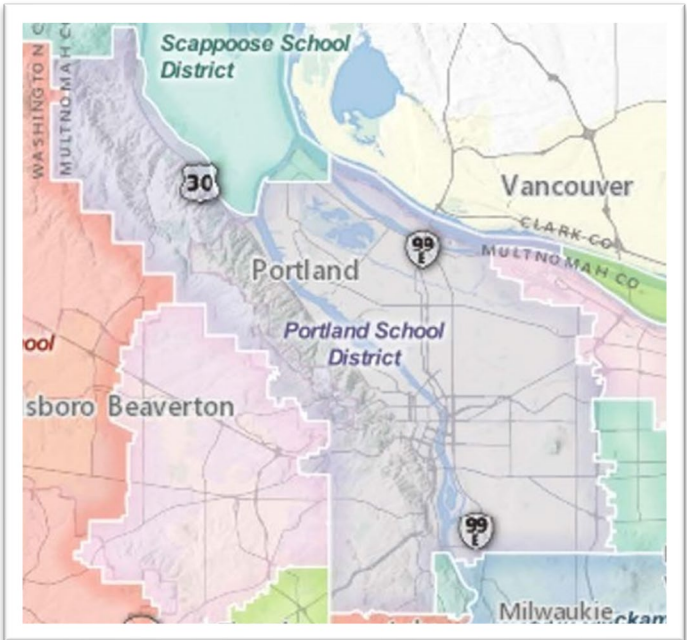 Scappoose School
District
WASHINGTON C
MULTNOMAH C
30
Vancouver
CLARK CO
99
E
MULTNOMAH CO
Portland
Portland School
District
ool
sboro
Beaverton
99
E
Milwaukie
ckam